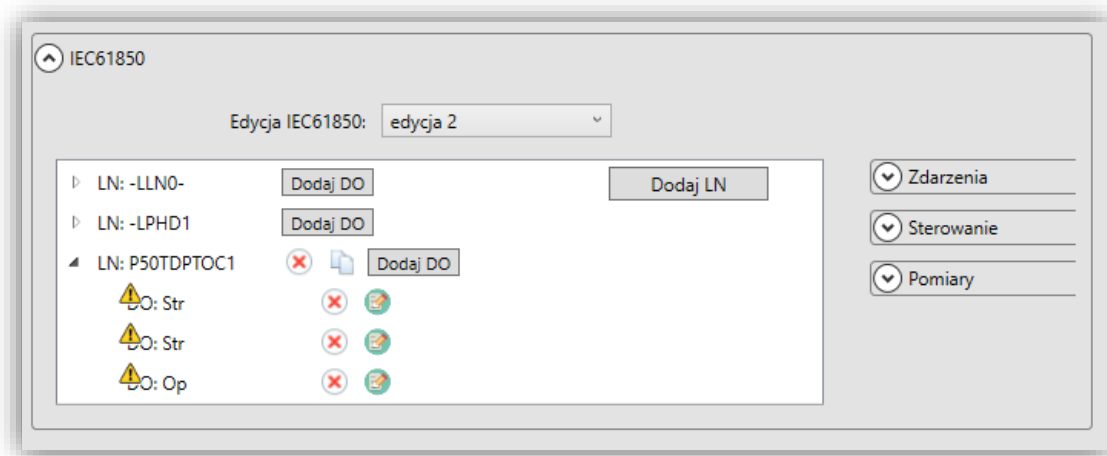 IEC61850
Edycja IEC61850: edycja 2
LN: -LLN0- Dodaj DO Dodaj LN
LN: -LPHD1 Dodaj DO
LN: P50TDPTOC1 Dodaj DO
DO: Str
DO: Str
DO: Op
Zdarzenia
Sterowanie
Pomiary